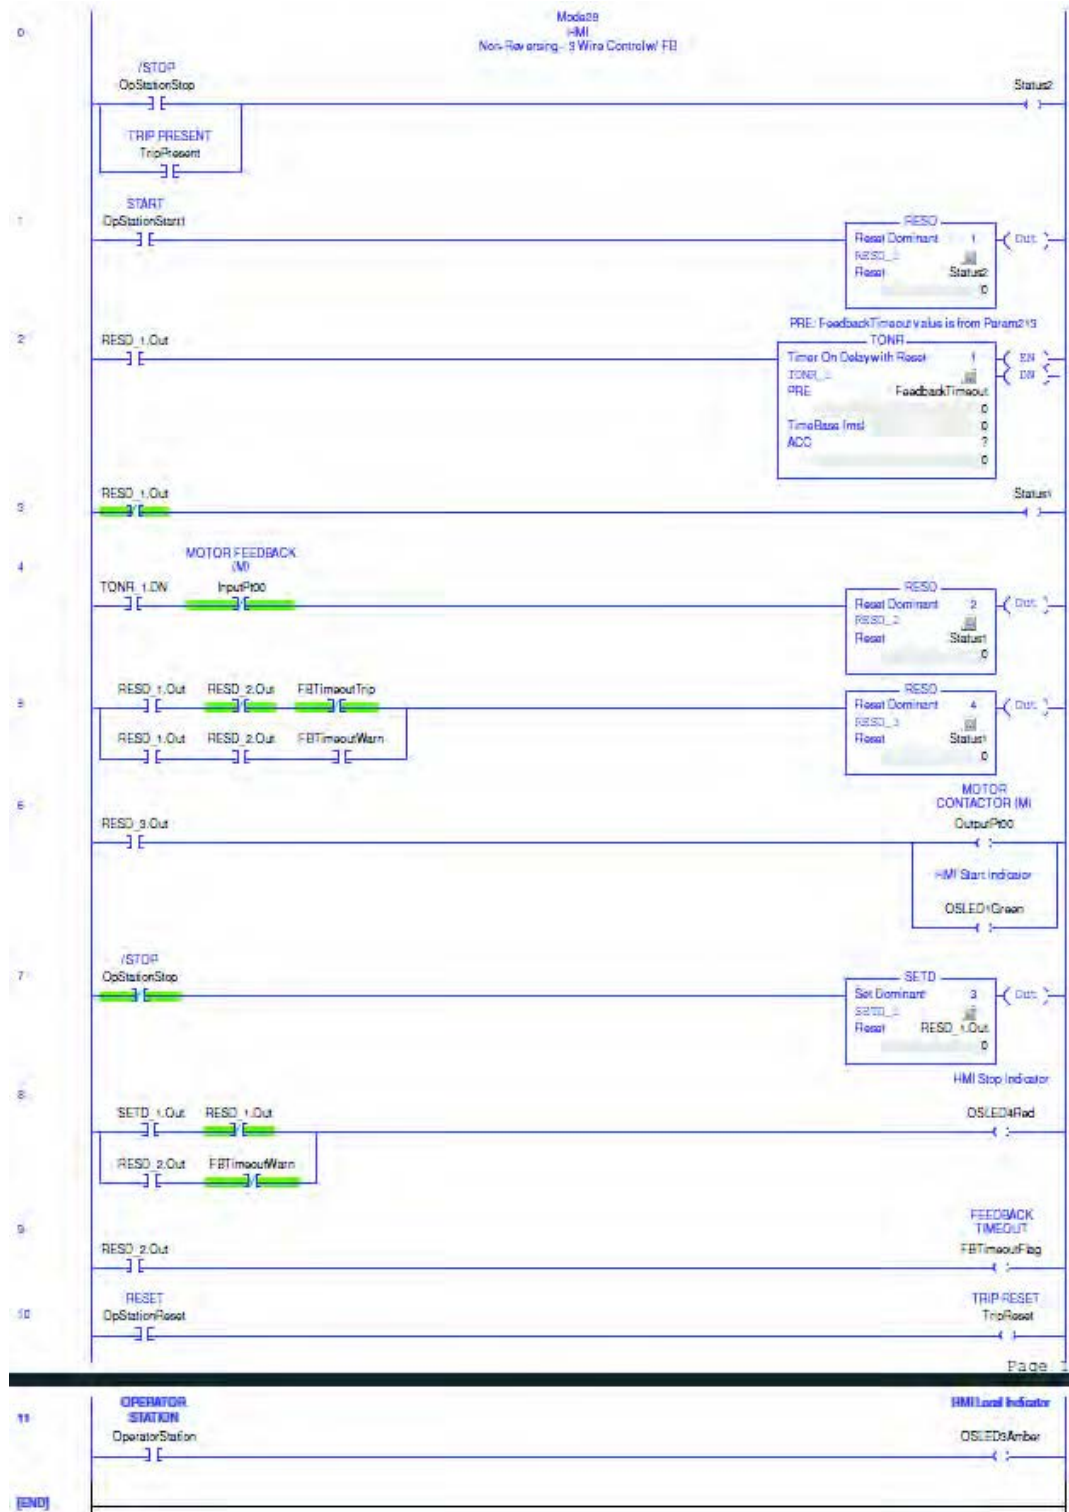 0
Mode29
HMI
Non-Reversing - 3 Wire Control w/ FB
/STOP
OpStationStop
Status2
TRIP PRESENT
TripPresent
1
START
OpStationStart1
RESD
Reset Dominant 1
Out
RESD_1
Reset Status2
0
2
PRE: FeedbackTimeout value is from Param213
RESD_1.Out
TONR
Timer On Delay with Reset 1
EN
TONR_1
DN
PRE FeedbackTimeout
0
TimeBase (ms) 0
ACC ?
0
3
RESD_1.Out
Status1
4
MOTOR FEEDBACK
(M)
TONR_1.DN InputPt00
RESD
Reset Dominant 2
Out
RESD_2
Reset Status1
0
5
RESD_1.Out RESD_2.Out FBTimeoutTrip
RESD
Reset Dominant 4
Out
RESD_3
RESD_1.Out RESD_2.Out FBTimeoutWarn
Reset Status1
0
6
MOTOR
CONTACTOR (M)
RESD_3.Out
OutputPt00
HMI Start Indicator
OSLED1Green
7
/STOP
OpStationStop
SETD
Set Dominant 3
Out
SETD_1
Reset RESD_1.Out
0
8
HMI Stop Indicator
SETD_1.Out RESD_1.Out
OSLED4Red
RESD_2.Out FBTimeoutWarn
9
FEEDBACK
TIMEOUT
RESD_2.Out
FBTimeoutFlag
10
RESET
OpStationReset
TRIP RESET
TripReset
Page 1
11
OPERATOR
STATION
OperatorStation
HMI Local Indicator
OSLED3Amber
[END]